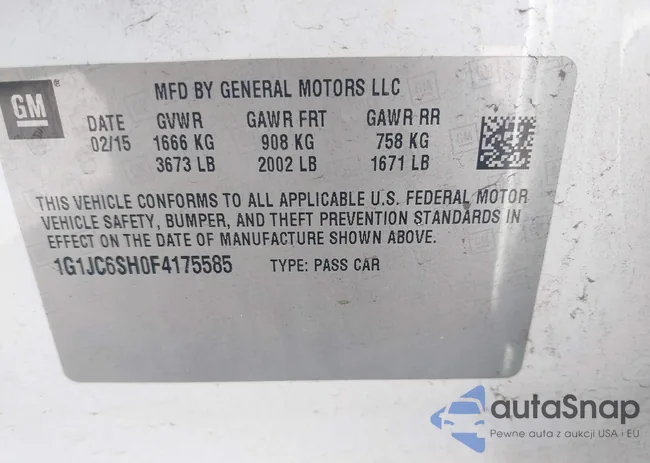 GM
MFD BY GENERAL MOTORS LLC
DATE GVWR GAWR FRT GAWR RR
02/15 1666 KG 908 KG 758 KG
3673 LB 2002 LB 1671 LB
THIS VEHICLE CONFORMS TO ALL APPLICABLE U.S. FEDERAL MOTOR
VEHICLE SAFETY, BUMPER, AND THEFT PREVENTION STANDARDS IN
EFFECT ON THE DATE OF MANUFACTURE SHOWN ABOVE.
1G1JC6SH0F4175585 TYPE: PASS CAR
autaSnap
Pewne auta z aukcji USA i EU